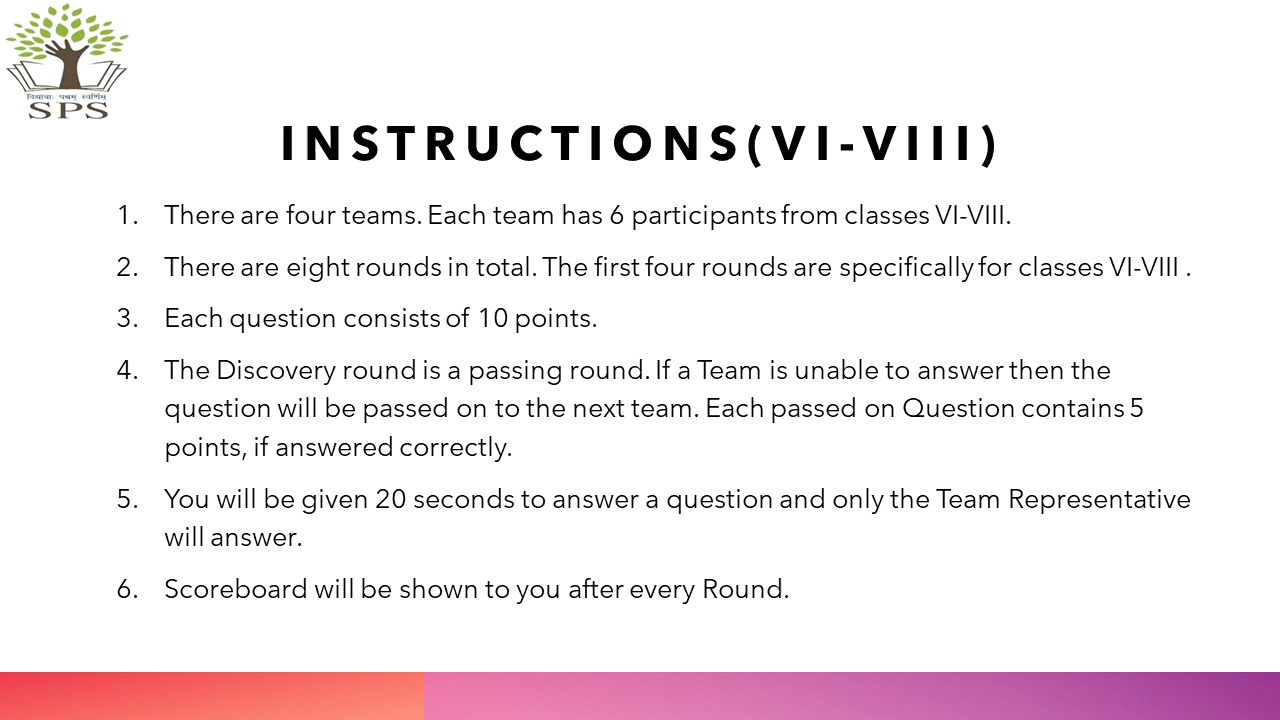 विद्यायाः पन्थाः स्वर्णिम्
SPS
INSTRUCTIONS(VI-VIII)
1. There are four teams. Each team has 6 participants from classes VI-VIII.
2. There are eight rounds in total. The first four rounds are specifically for classes VI-VIII .
3. Each question consists of 10 points.
4. The Discovery round is a passing round. If a Team is unable to answer then the
question will be passed on to the next team. Each passed on Question contains 5
points, if answered correctly.
5. You will be given 20 seconds to answer a question and only the Team Representative
will answer.
6. Scoreboard will be shown to you after every Round.